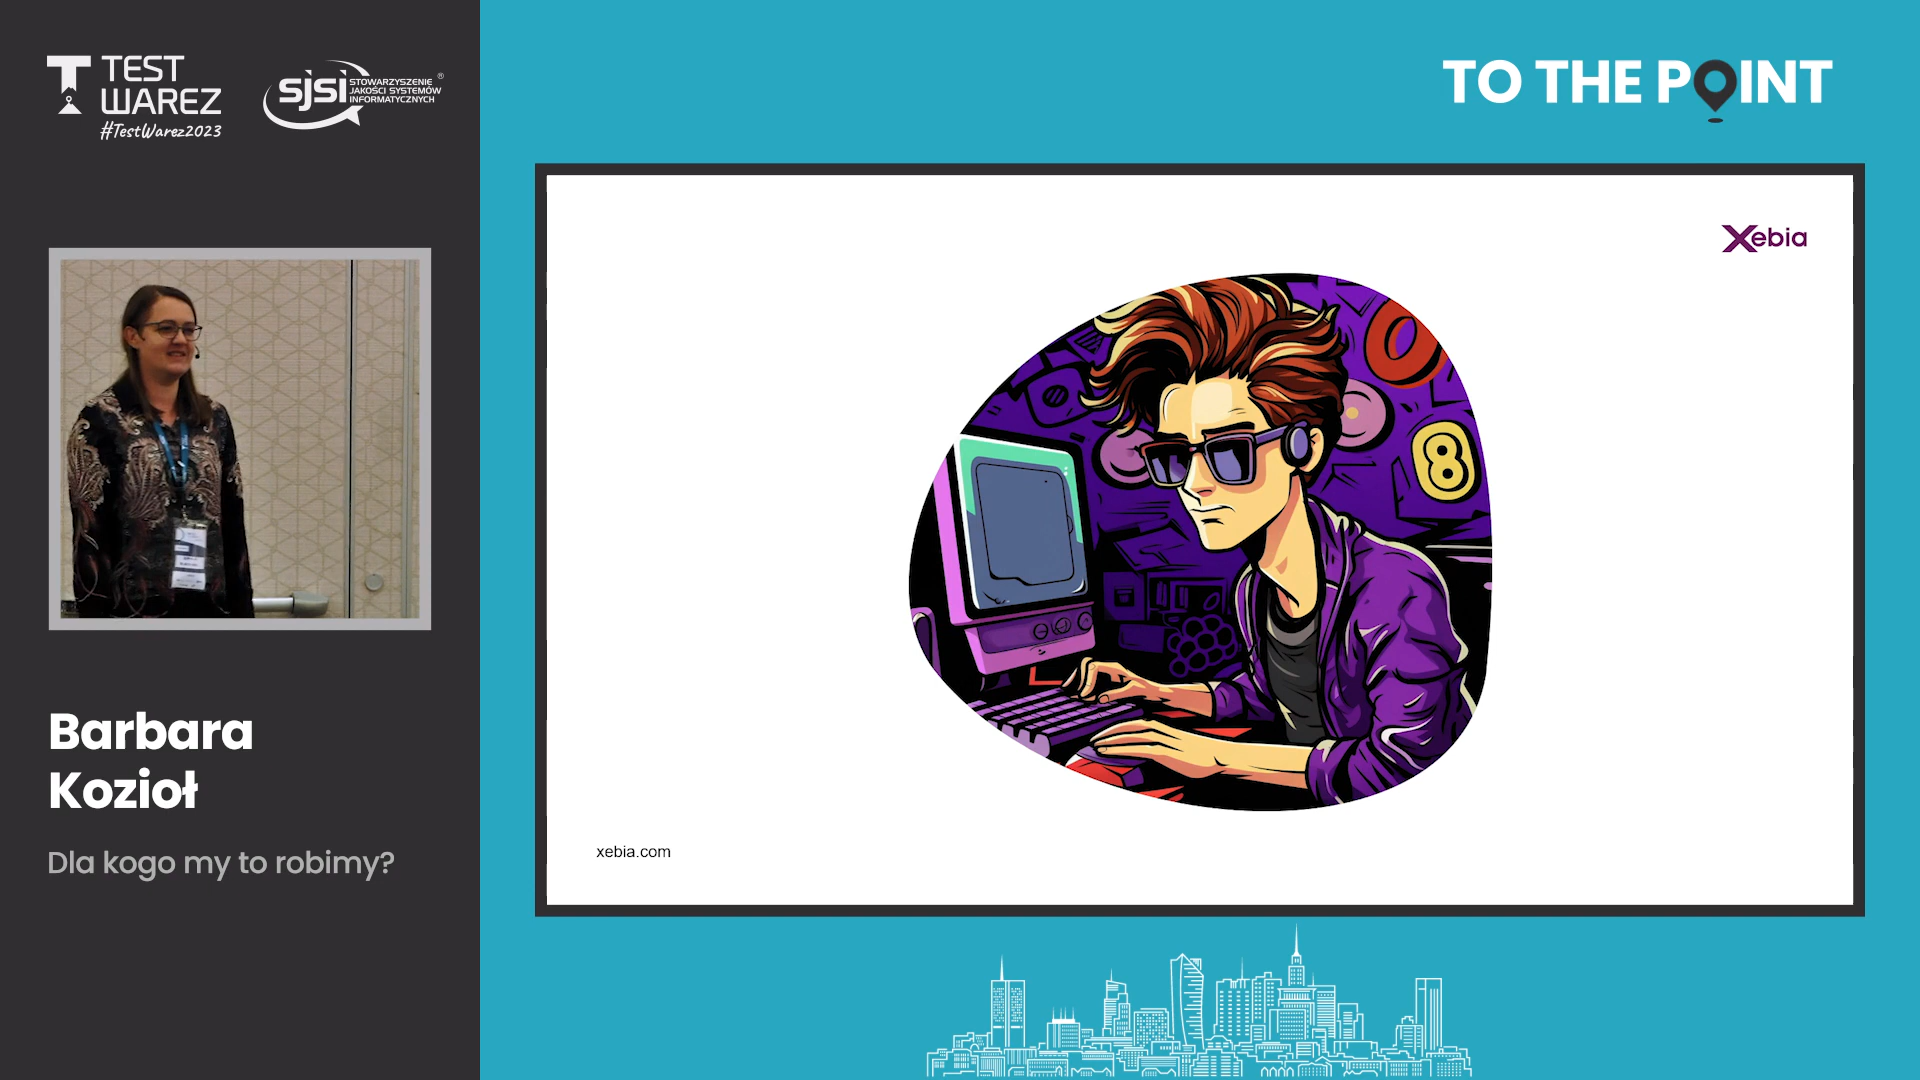 TEST
WAREZ
#TestWarez2023
sjsi
STOWARZYSZENIE
JAKOŚCI SYSTEMÓW
INFORMATYCZNYCH
®
TO THE POINT
Xebia
8
Barbara
Kozioł
Dla kogo my to robimy?
xebia.com